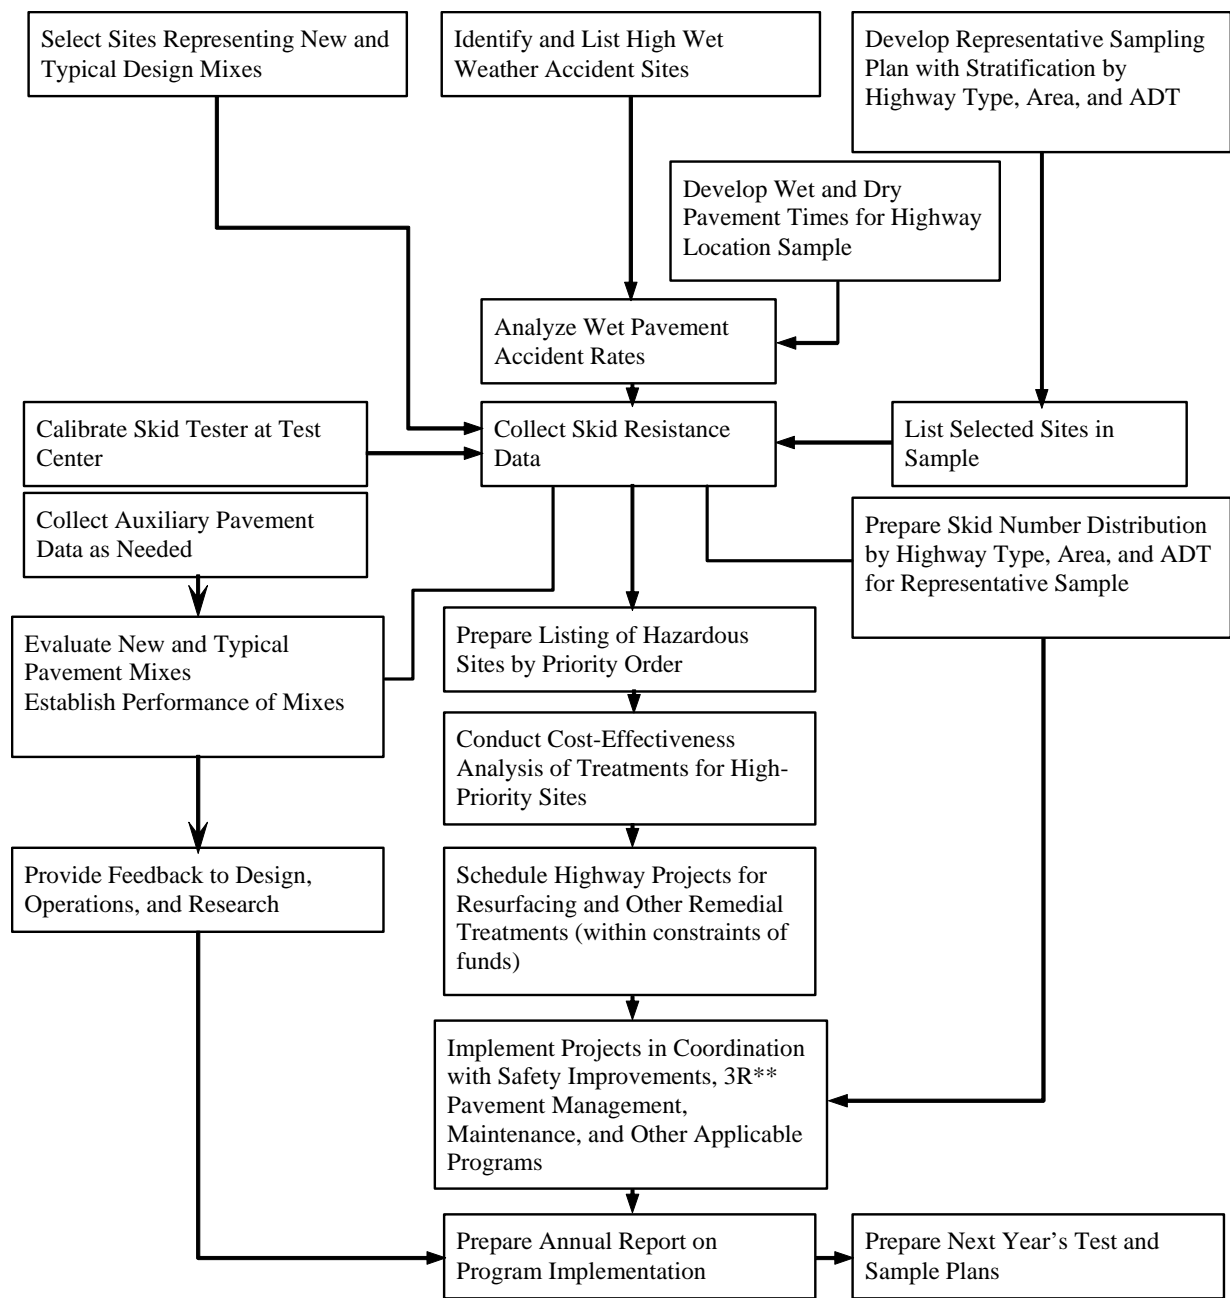 Select Sites Representing New and
Typical Design Mixes
Identify and List High Wet
Weather Accident Sites
Develop Representative Sampling
Plan with Stratification by
Highway Type, Area, and ADT
Develop Wet and Dry
Pavement Times for Highway
Location Sample
Analyze Wet Pavement
Accident Rates
Calibrate Skid Tester at Test
Center
Collect Skid Resistance
Data
List Selected Sites in
Sample
Collect Auxiliary Pavement
Data as Needed
Prepare Skid Number Distribution
by Highway Type, Area, and ADT
for Representative Sample
Evaluate New and Typical
Pavement Mixes
Establish Performance of Mixes
Prepare Listing of Hazardous
Sites by Priority Order
Conduct Cost-Effectiveness
Analysis of Treatments for High-
Priority Sites
Provide Feedback to Design,
Operations, and Research
Schedule Highway Projects for
Resurfacing and Other Remedial
Treatments (within constraints of
funds)
Implement Projects in Coordination
with Safety Improvements, 3R**
Pavement Management,
Maintenance, and Other Applicable
Programs
Prepare Annual Report on
Program Implementation
Prepare Next Year’s Test and
Sample Plans